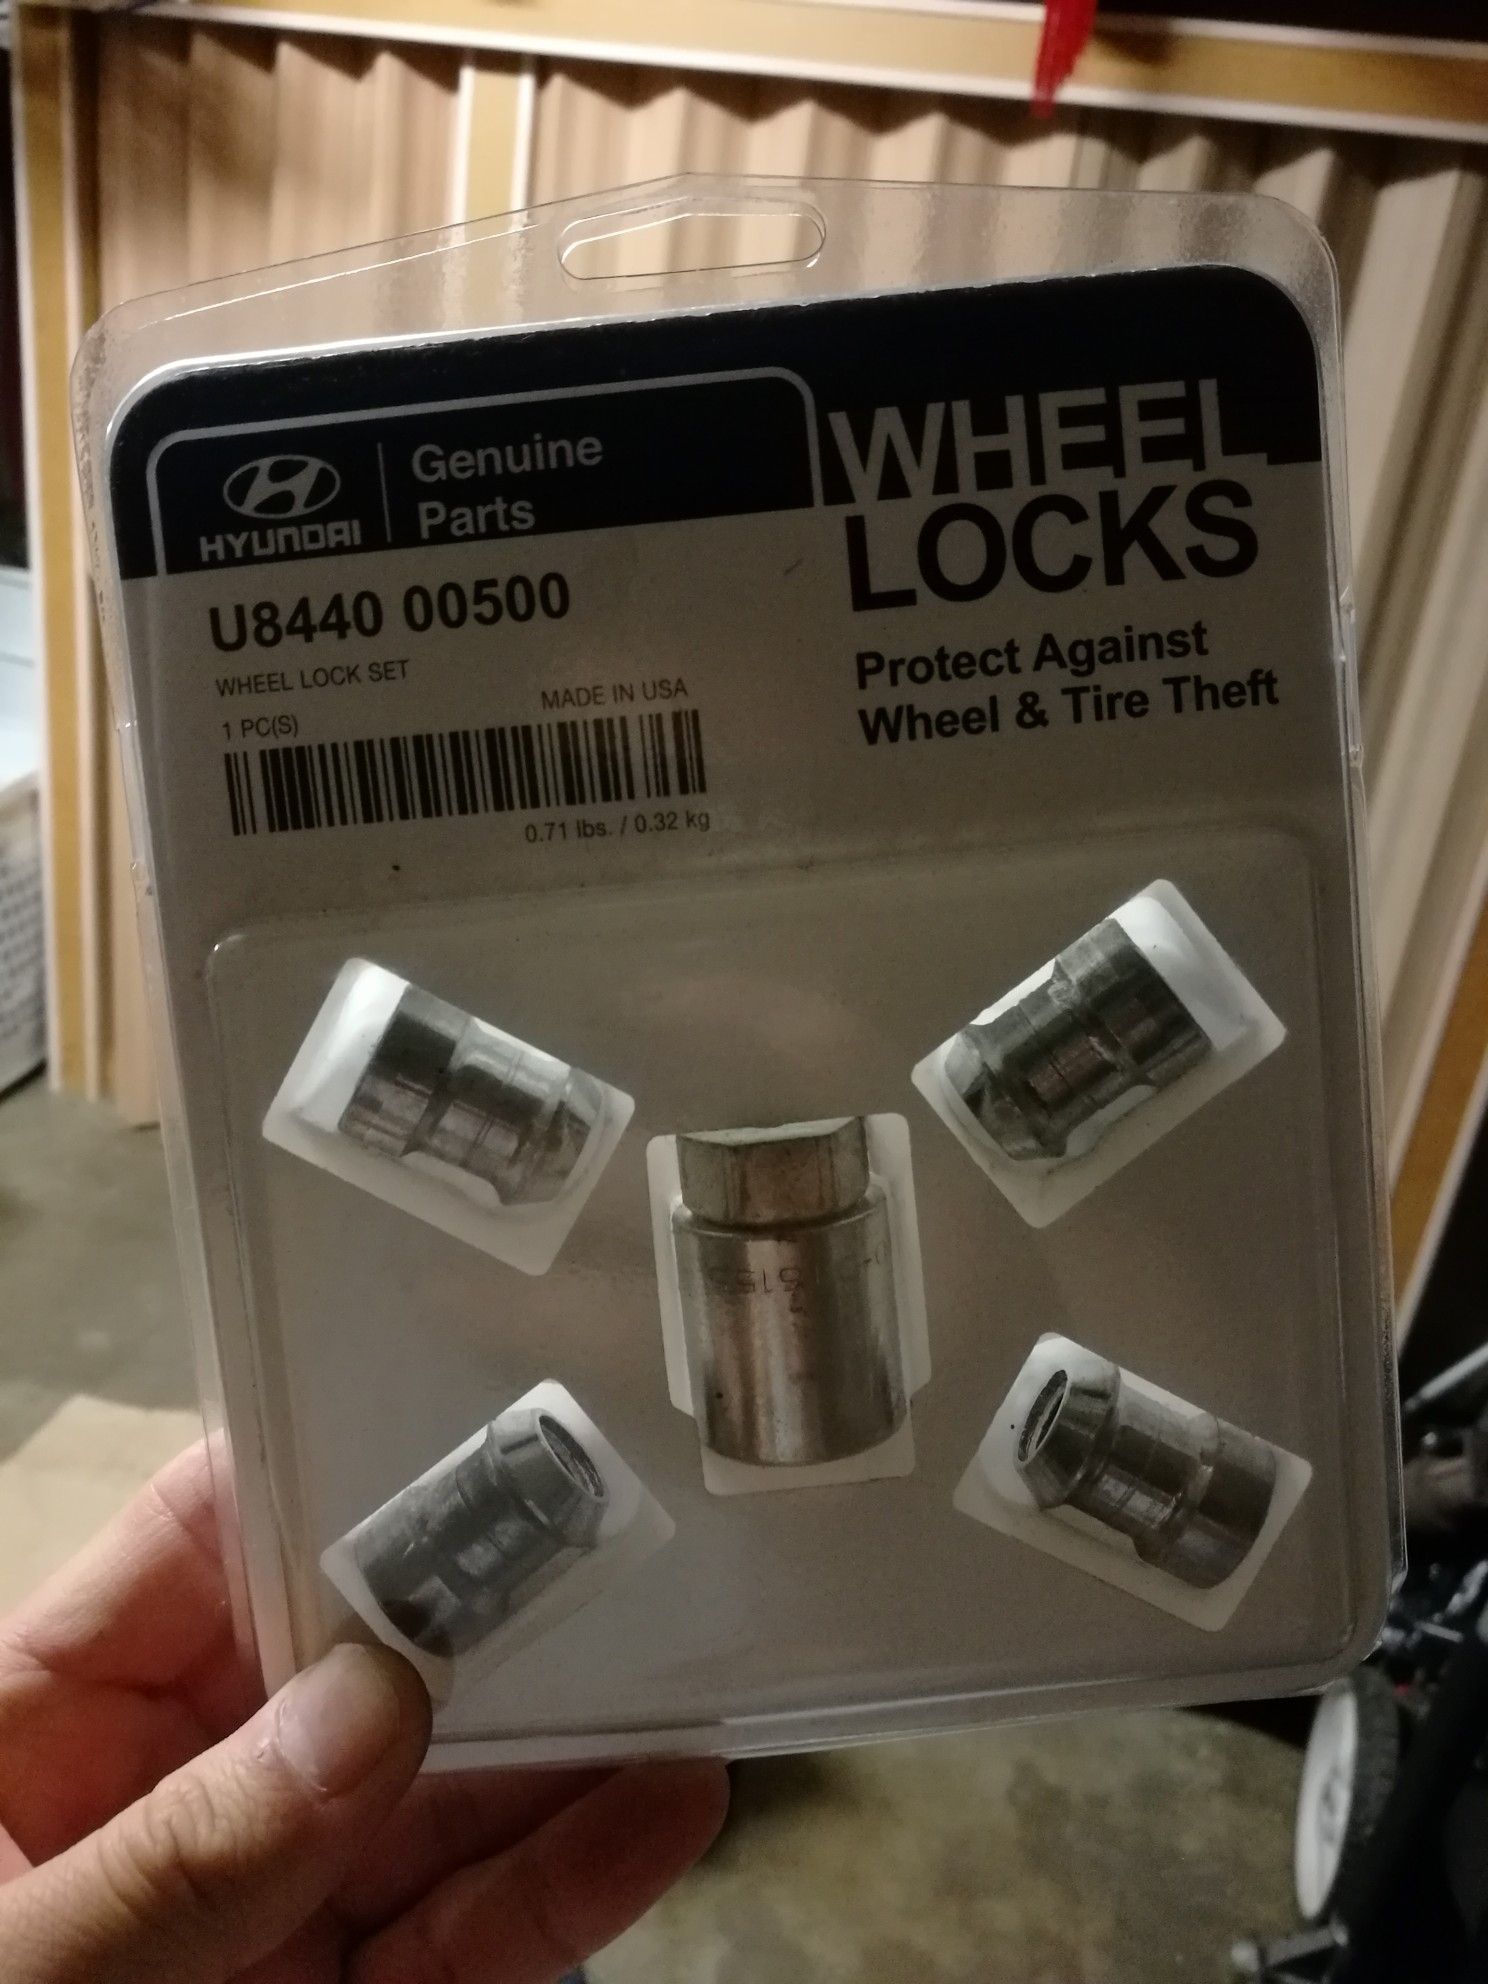 HYUNDAI
Genuine
Parts
WHEEL
LOCKS
U8440 00500
WHEEL LOCK SET
1 PC(S)
MADE IN USA
0.71 lbs. / 0.32 kg
Protect Against
Wheel & Tire Theft